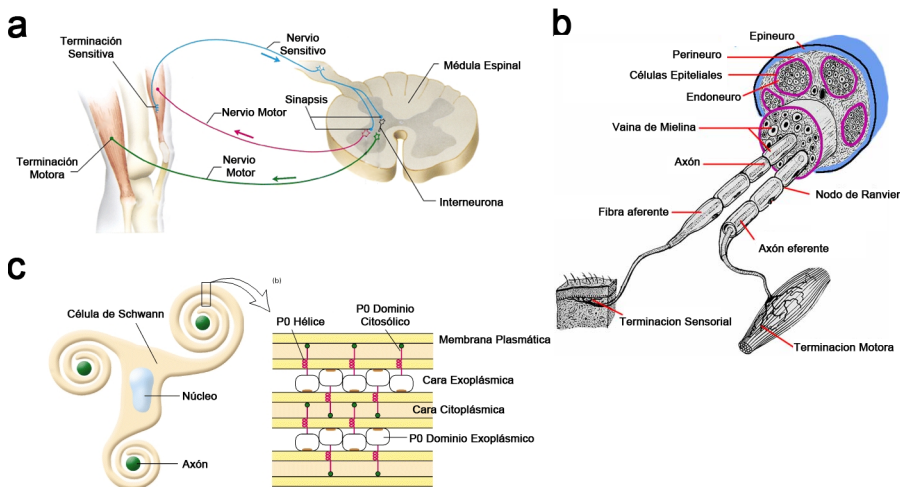 a
Terminación
Sensitiva
Nervio
Sensitivo
Médula Espinal
Sinapsis
Nervio Motor
Terminación
Motora
Nervio
Motor
Interneurona
b
Epineuro
Perineuro
Células Epiteliales
Endoneuro
Vaina de Mielina
Axón
Nodo de Ranvier
Fibra aferente
Axón eferente
Terminacion Sensorial
Terminacion Motora
c
(b)
Célula de Schwann
Núcleo
Axón
P0 Hélice
P0 Dominio
Citosólico
Membrana Plasmática
Cara Exoplásmica
Cara Citoplásmica
P0 Dominio Exoplásmico